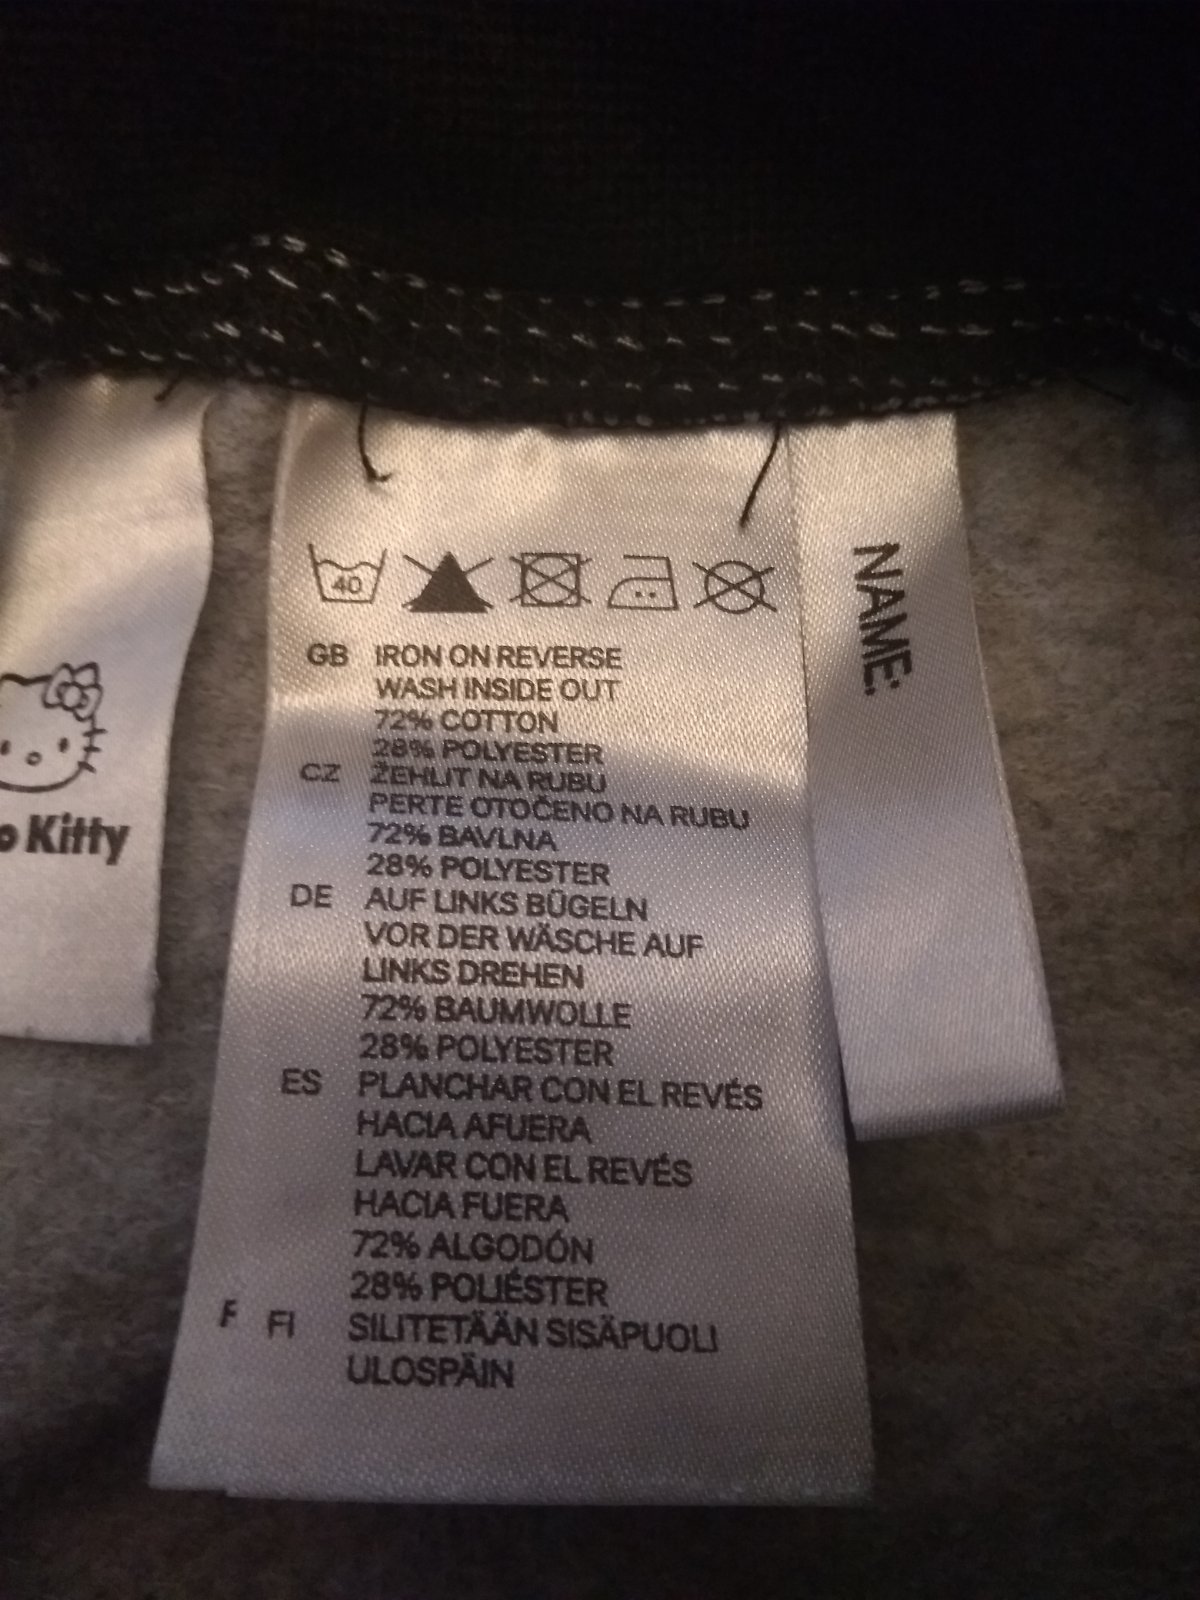 40
GB IRON ON REVERSE
WASH INSIDE OUT
72% COTTON
28% POLYESTER
CZ ŽEHLIT NA RUBU
PERTE OTOČENO NA RUBU
72% BAVLNA
28% POLYESTER
DE AUF LINKS BÜGELN
VOR DER WÄSCHE AUF
LINKS DREHEN
72% BAUMWOLLE
28% POLYESTER
ES PLANCHAR CON EL REVÉS
HACIA AFUERA
LAVAR CON EL REVÉS
HACIA FUERA
72% ALGODÓN
28% POLIÉSTER
F FI SILITETÄÄN SISÄPUOLI
ULOSPÄIN
NAME:
o Kitty